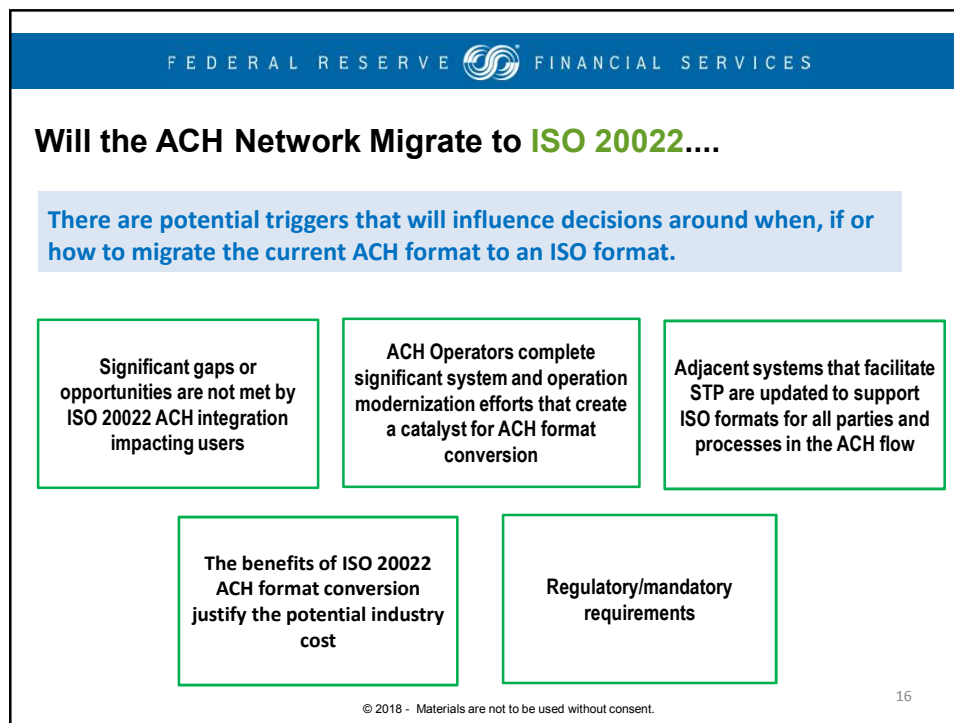 FEDERAL RESERVE FINANCIAL SERVICES
Will the ACH Network Migrate to ISO 20022....
There are potential triggers that will influence decisions around when, if or
how to migrate the current ACH format to an ISO format.
Significant gaps or
opportunities are not met by
ISO 20022 ACH integration
impacting users
ACH Operators complete
significant system and operation
modernization efforts that create
a catalyst for ACH format
conversion
Adjacent systems that facilitate
STP are updated to support
ISO formats for all parties and
processes in the ACH flow
The benefits of ISO 20022
ACH format conversion
justify the potential industry
cost
Regulatory/mandatory
requirements
© 2018 - Materials are not to be used without consent.
16